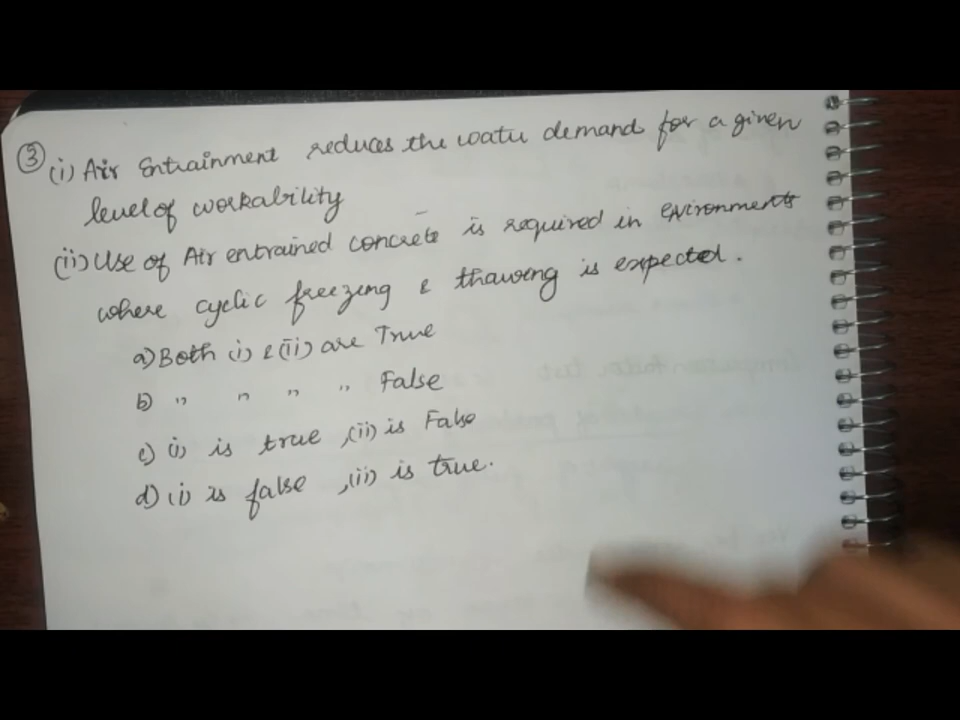 ③ (i) Air Entrainment reduces the water demand for a given
level of workability
(ii) Use of Air entrained concrete is required in evironments
where cyclic freezing & thaweng is expected.
a) Both (i) & (ii) are True
b) " " " " False
c) (i) is true, (ii) is False
d) (i) is false, (ii) is true.